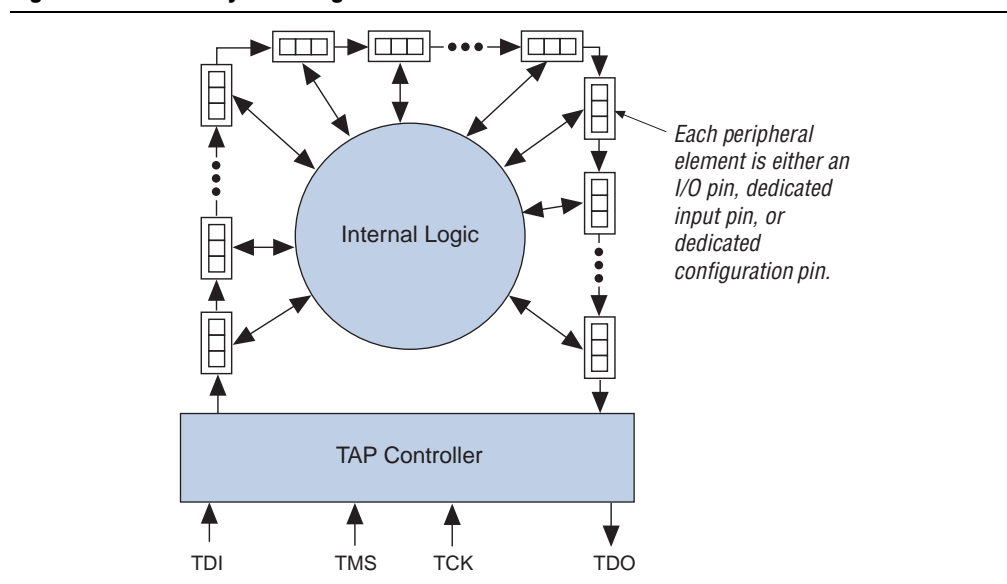 Each peripheral
element is either an
I/O pin, dedicated
input pin, or
dedicated
configuration pin.
Internal Logic
TAP Controller
TDI TMS TCK TDO